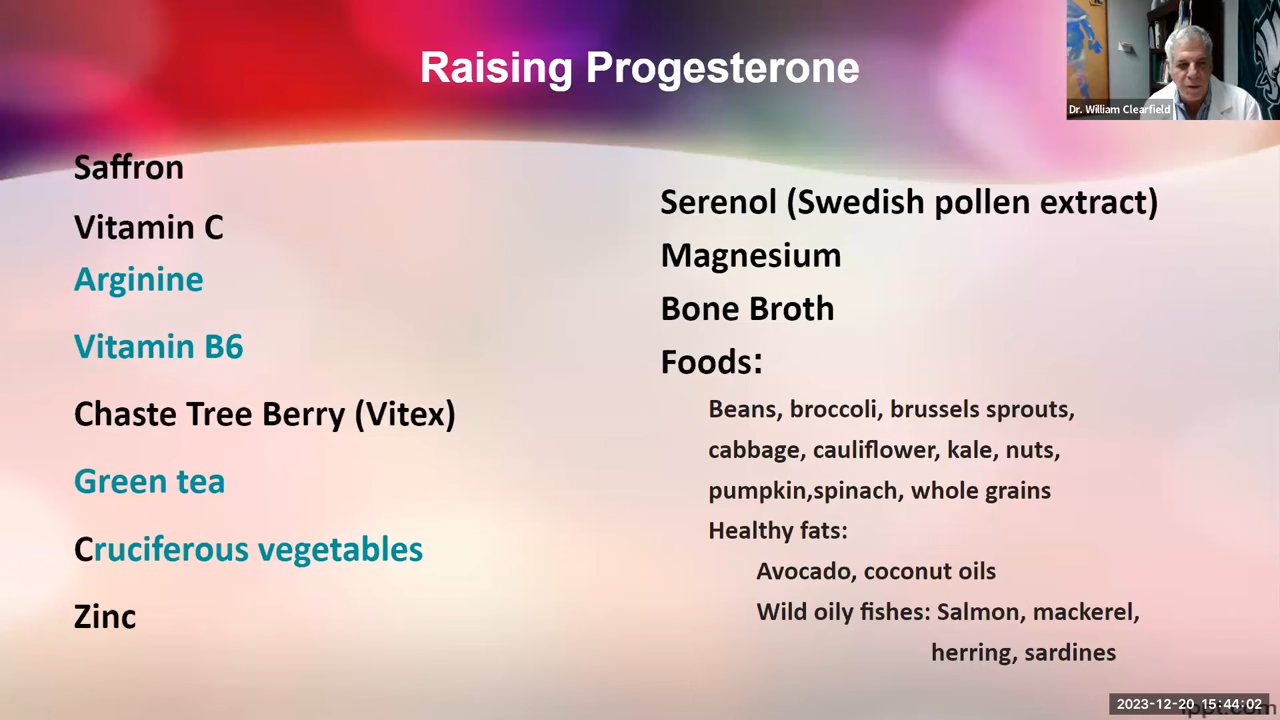 Raising Progesterone
Dr. William Clearfield
Saffron
Vitamin C
Arginine
Vitamin B6
Chaste Tree Berry (Vitex)
Green tea
Cruciferous vegetables
Zinc
Serenol (Swedish pollen extract)
Magnesium
Bone Broth
Foods:
Beans, broccoli, brussels sprouts,
cabbage, cauliflower, kale, nuts,
pumpkin,spinach, whole grains
Healthy fats:
Avocado, coconut oils
Wild oily fishes: Salmon, mackerel,
herring, sardines
2023-12-20 15:44:02